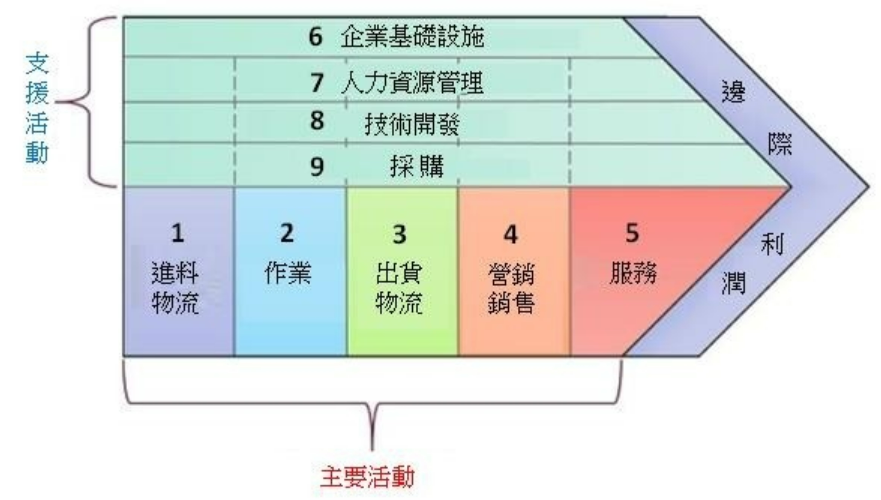 支援活動
6 企業基礎設施
7 人力資源管理
8 技術開發
9 採購
1
進料
物流
2
作業
3
出貨
物流
4
營銷
銷售
5
服務
邊際
利潤
主要活動